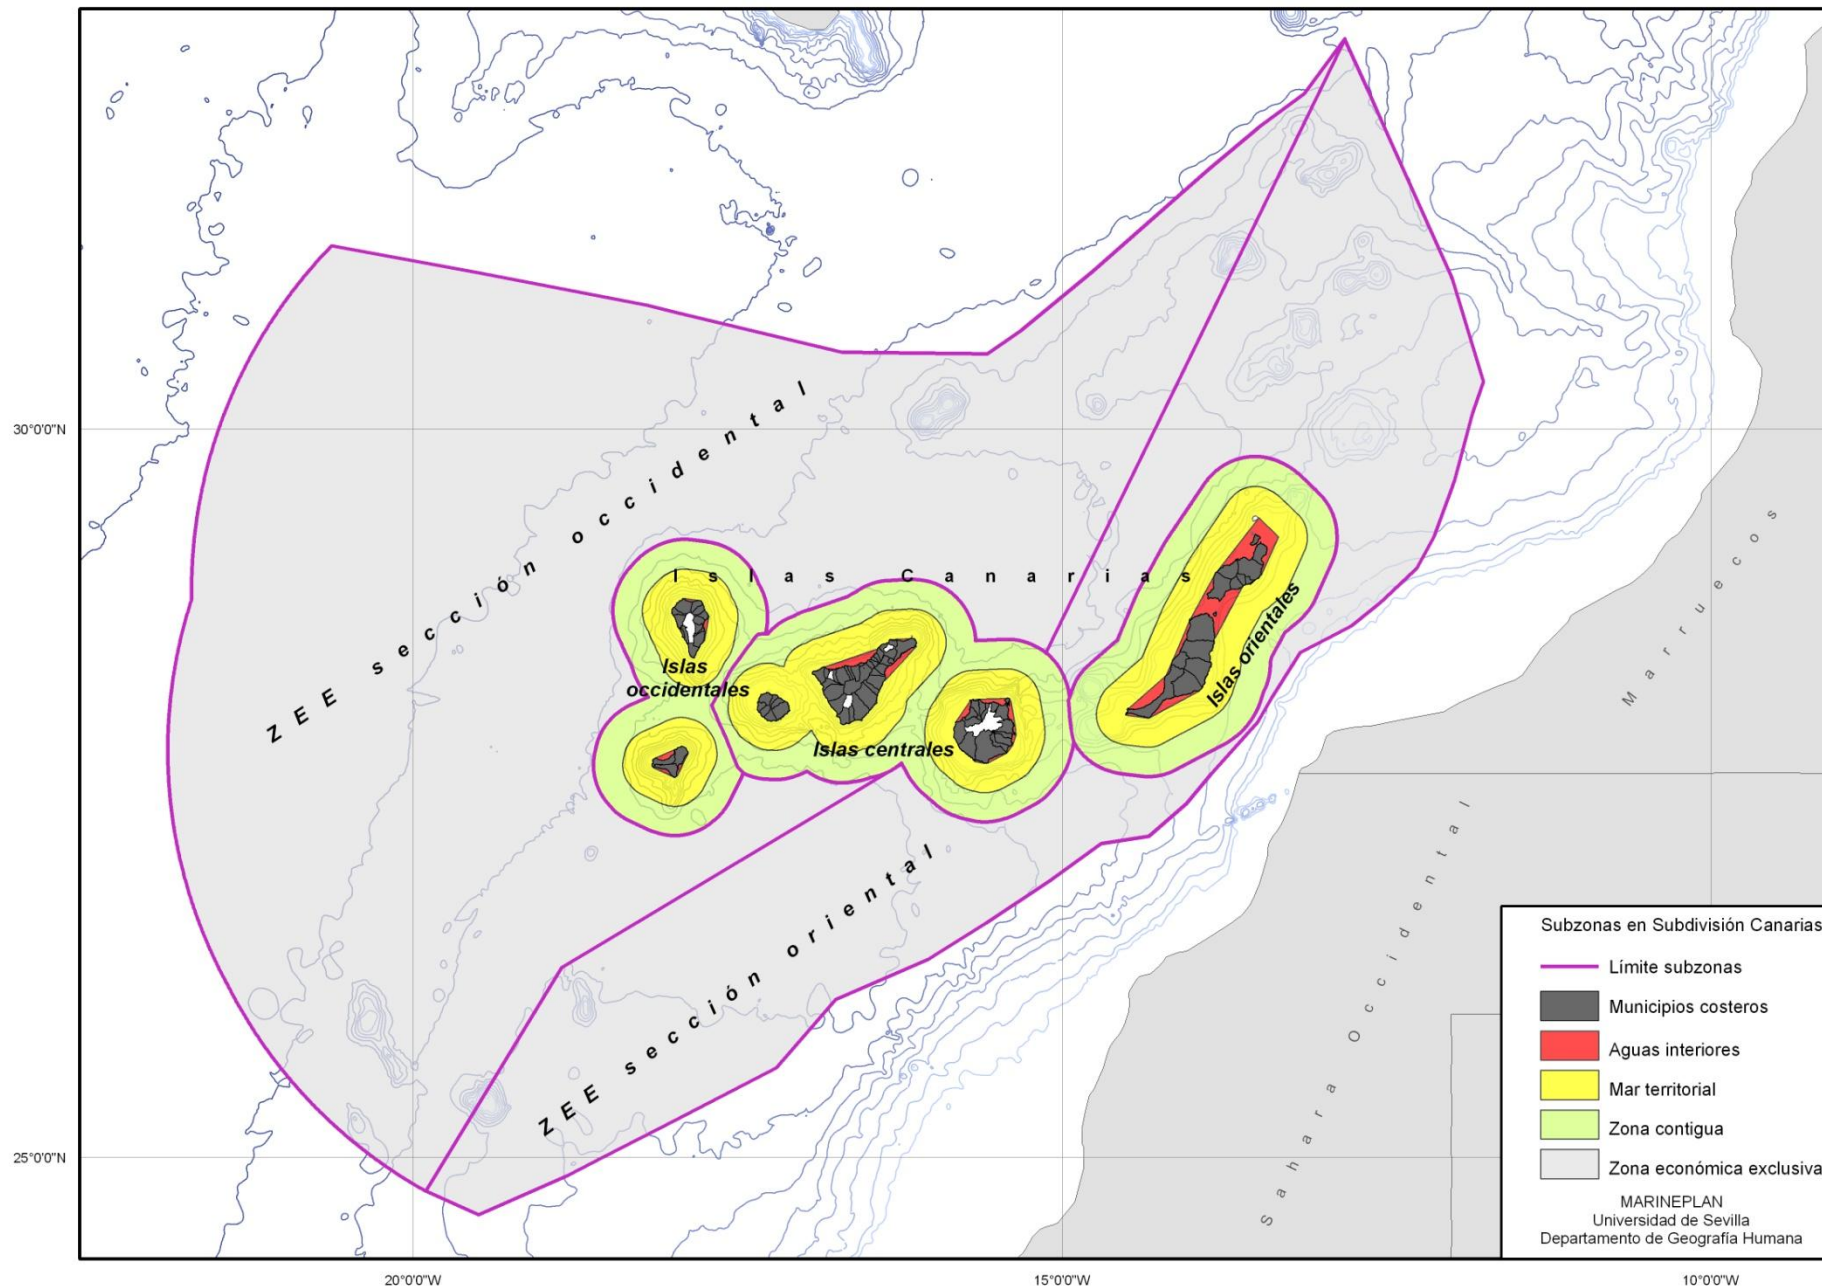 30°0'0"N
25°0'0"N
20°0'0"W
15°0'0"W
10°0'0"W
ZEE sección occidental
Islas Canarias
Islas
occidentales
Islas centrales
Islas orientales
ZEE sección oriental
Marruecos
Sahara Occidental
Subzonas en Subdivisión Canarias
Límite subzonas
Municipios costeros
Aguas interiores
Mar territorial
Zona contigua
Zona económica exclusiva
MARINEPLAN
Universidad de Sevilla
Departamento de Geografía Humana